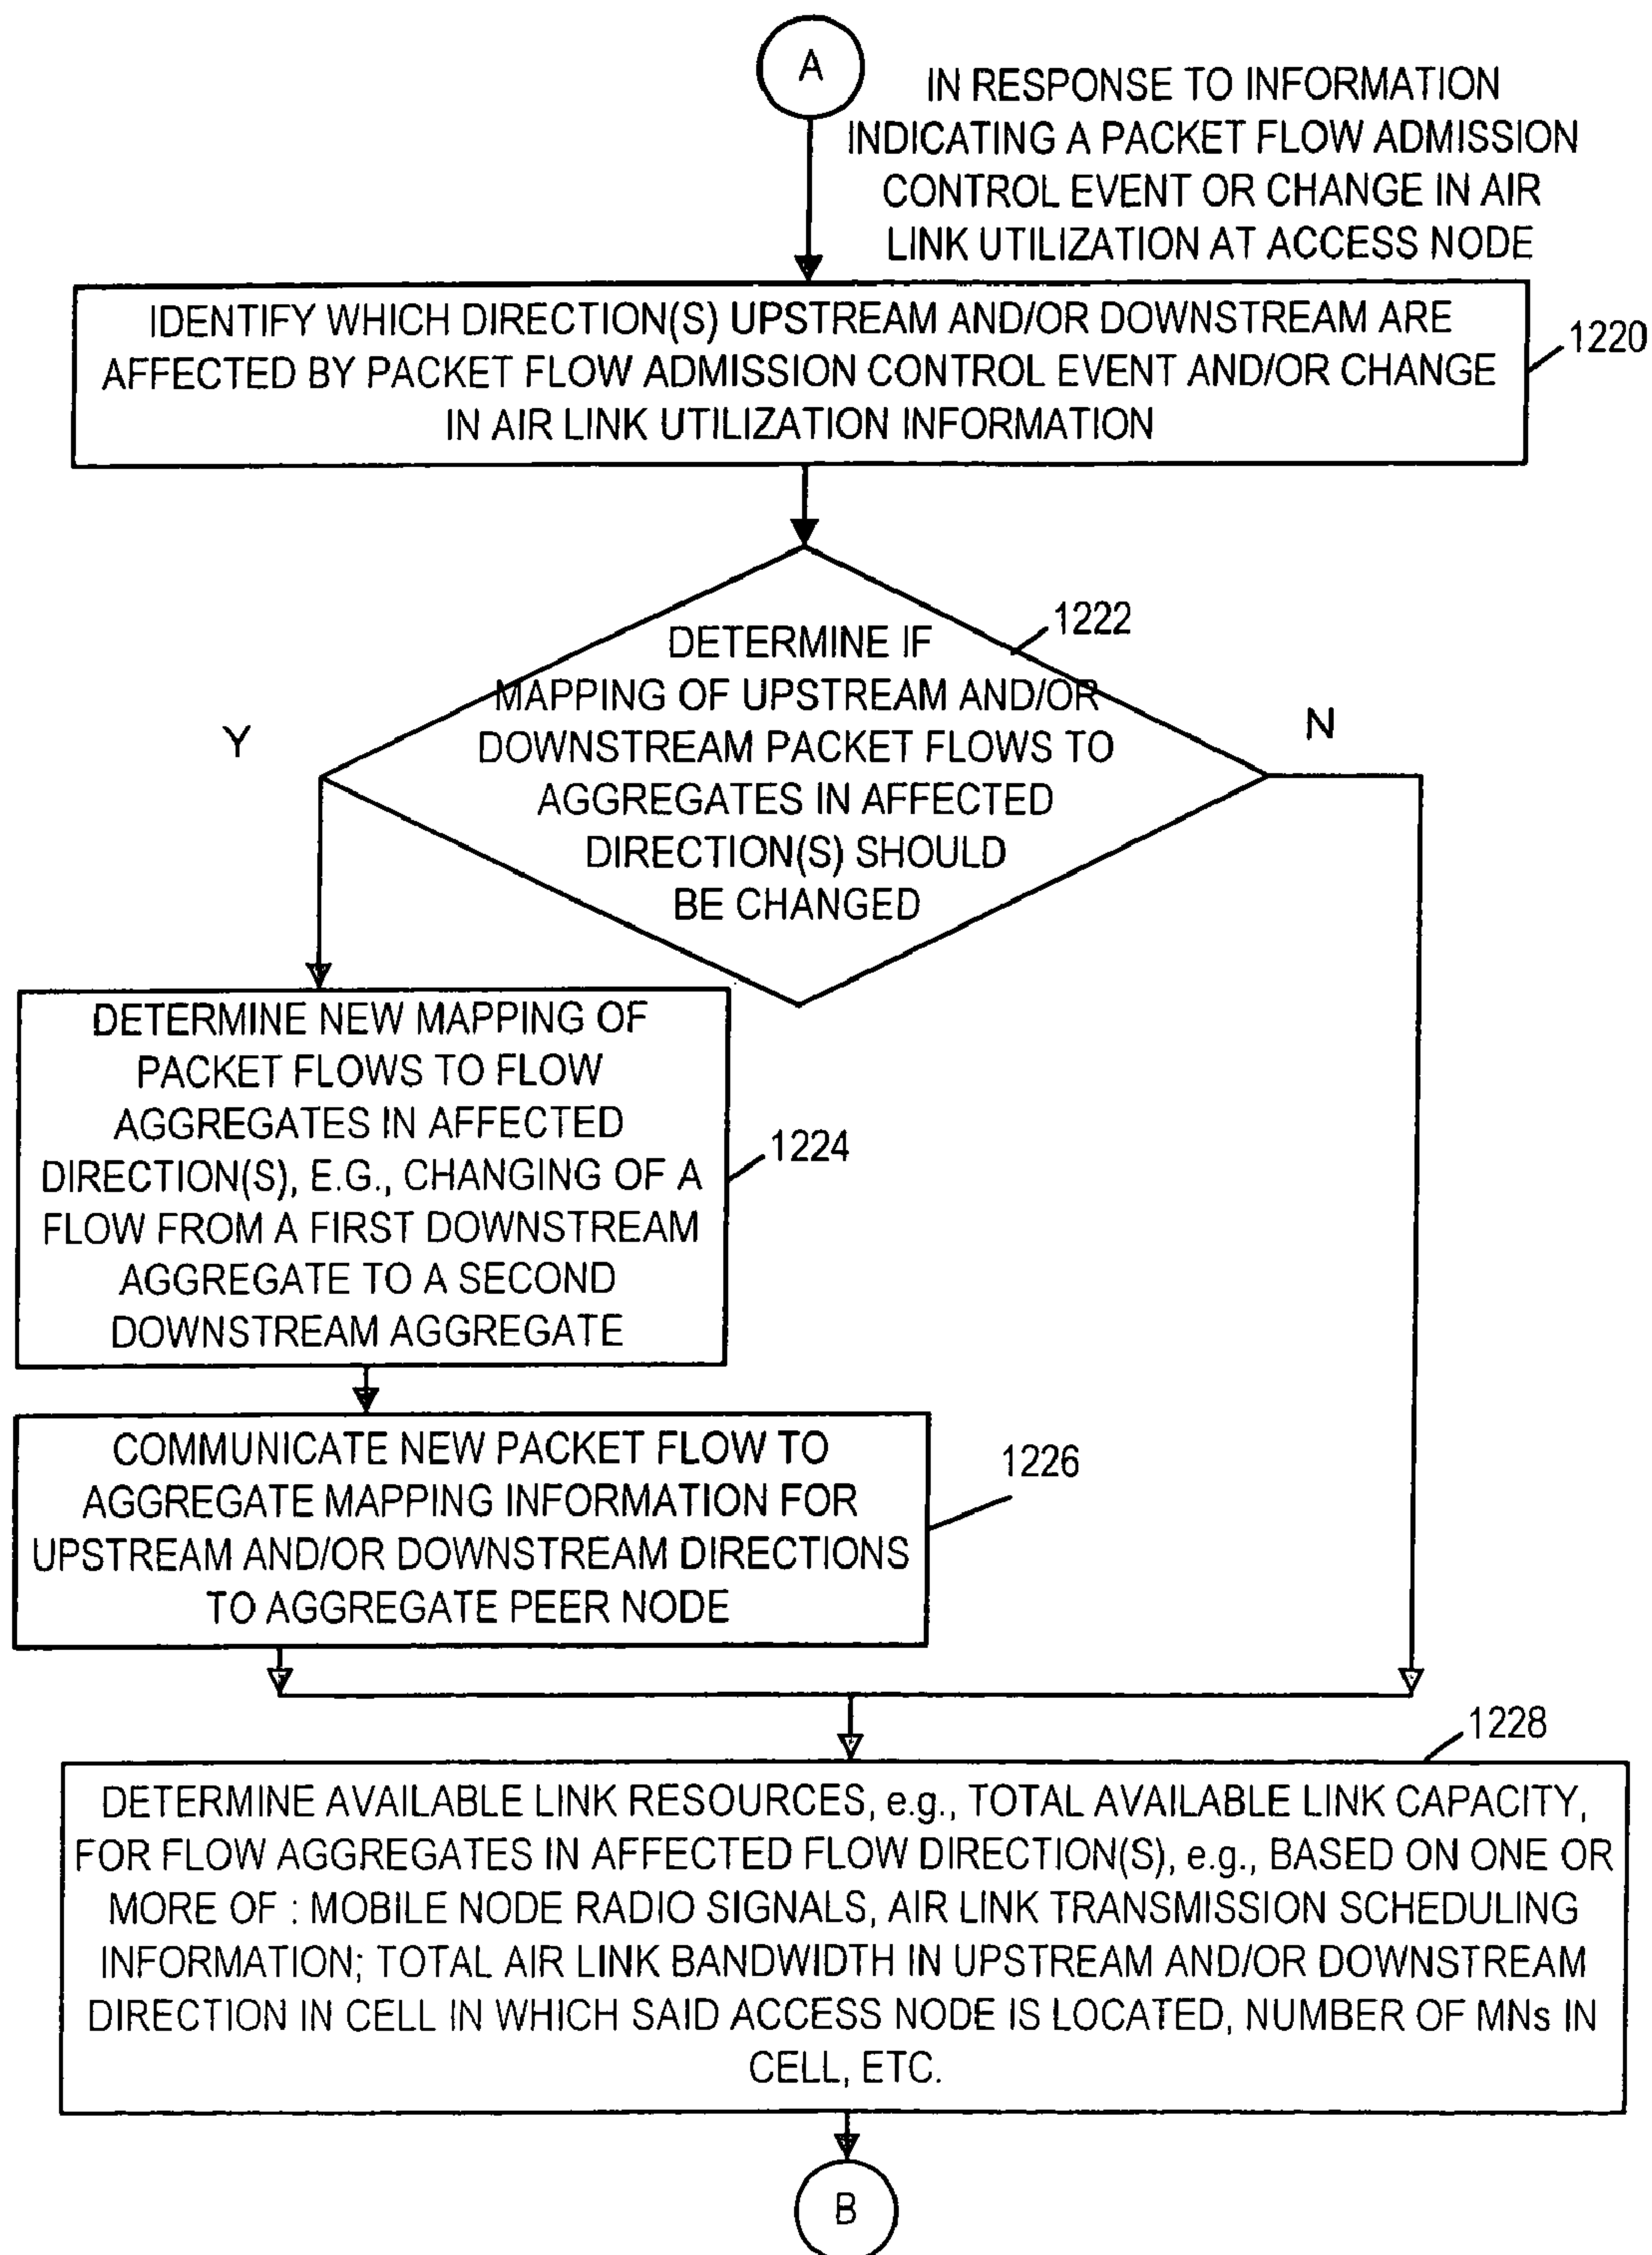 A
IN RESPONSE TO INFORMATION
INDICATING A PACKET FLOW ADMISSION
CONTROL EVENT OR CHANGE IN AIR
LINK UTILIZATION AT ACCESS NODE
IDENTIFY WHICH DIRECTION(S) UPSTREAM AND/OR DOWNSTREAM ARE
AFFECTED BY PACKET FLOW ADMISSION CONTROL EVENT AND/OR CHANGE
IN AIR LINK UTILIZATION INFORMATION
1220
1222
DETERMINE IF
MAPPING OF UPSTREAM AND/OR
DOWNSTREAM PACKET FLOWS TO
AGGREGATES IN AFFECTED
DIRECTION(S) SHOULD
BE CHANGED
Y
N
DETERMINE NEW MAPPING OF
PACKET FLOWS TO FLOW
AGGREGATES IN AFFECTED
DIRECTION(S), E.G., CHANGING OF A
FLOW FROM A FIRST DOWNSTREAM
AGGREGATE TO A SECOND
DOWNSTREAM AGGREGATE
1224
COMMUNICATE NEW PACKET FLOW TO
AGGREGATE MAPPING INFORMATION FOR
UPSTREAM AND/OR DOWNSTREAM DIRECTIONS
TO AGGREGATE PEER NODE
1226
1228
DETERMINE AVAILABLE LINK RESOURCES, e.g., TOTAL AVAILABLE LINK CAPACITY,
FOR FLOW AGGREGATES IN AFFECTED FLOW DIRECTION(S), e.g., BASED ON ONE OR
MORE OF : MOBILE NODE RADIO SIGNALS, AIR LINK TRANSMISSION SCHEDULING
INFORMATION; TOTAL AIR LINK BANDWIDTH IN UPSTREAM AND/OR DOWNSTREAM
DIRECTION IN CELL IN WHICH SAID ACCESS NODE IS LOCATED, NUMBER OF MNs IN
CELL, ETC.
B